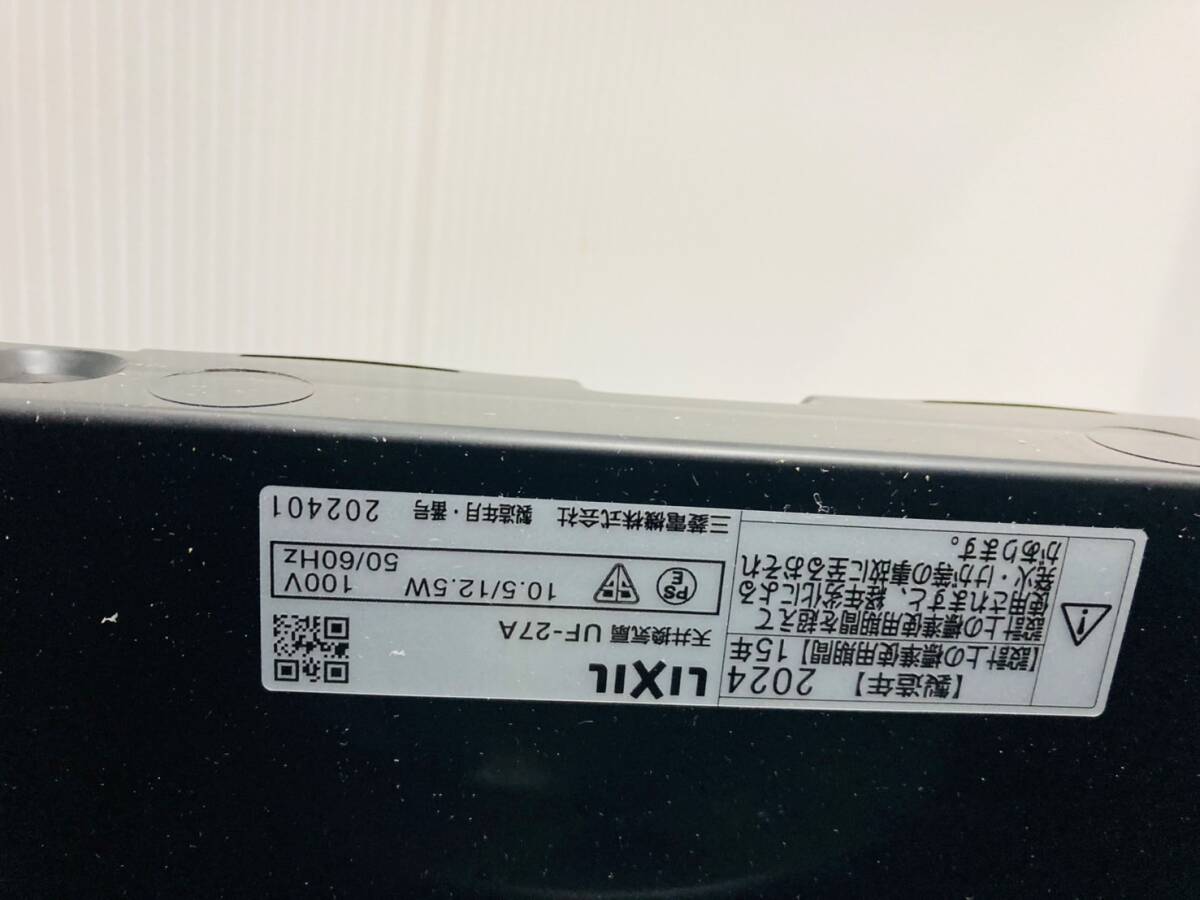 【製造年】 2024
【設計上の標準使用期間】 15年
設計上の標準使用期間を超えて
使用されますと、経年劣化による
発火・けが等の事故に至るおそれ
があります。
LIXIL
天井換気扇 UF-27A
PS
E
10.5/12.5W
100V
50/60Hz
三菱電機株式会社 製造年月・番号 202401